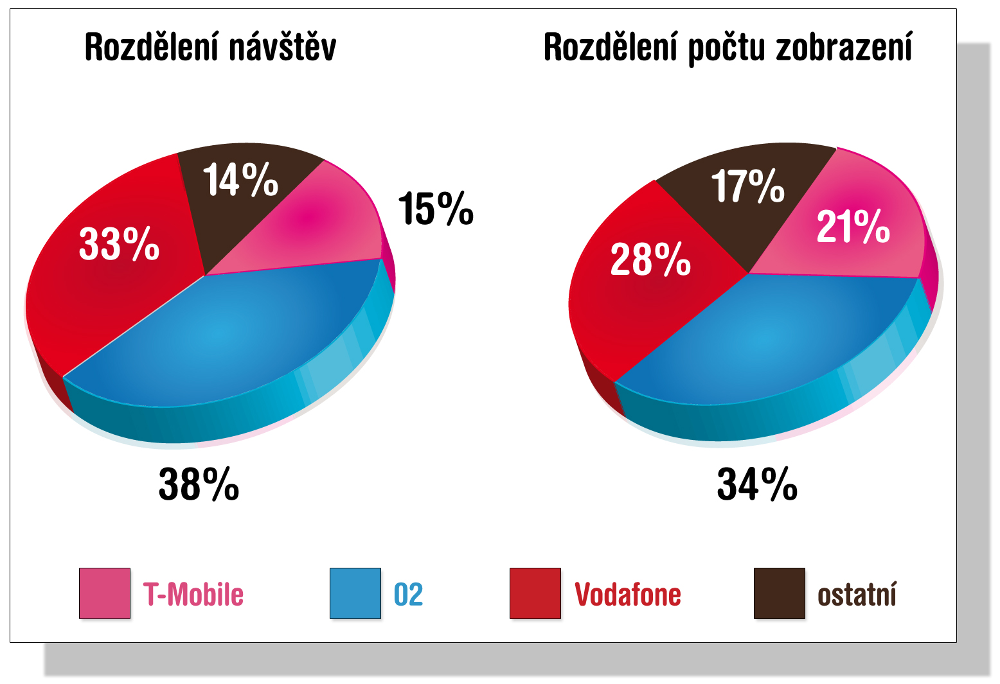 Rozdělení návštěv
Rozdělení počtu zobrazení
14%
15%
33%
38%
17%
21%
28%
34%
T-Mobile
O2
Vodafone
ostatní